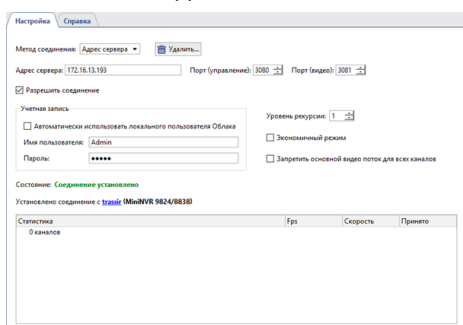 Настройка Справка
Метод соединения: Адрес сервера Удалить...
Адрес сервера: 172.16.13.193 Порт (управление): 3080 Порт (видео): 3081
Разрешить соединение
Учетная запись
Уровень рекурсии: 1
Автоматически использовать локального пользователя Облака
Экономичный режим
Имя пользователя: Admin
Пароль: •••••
Запретить основной видео поток для всех каналов
Состояние: Соединение установлено
Установлено соединение с trassir (MiniNVR 9824/8838)
Статистика Fps Скорость Принято
0 каналов